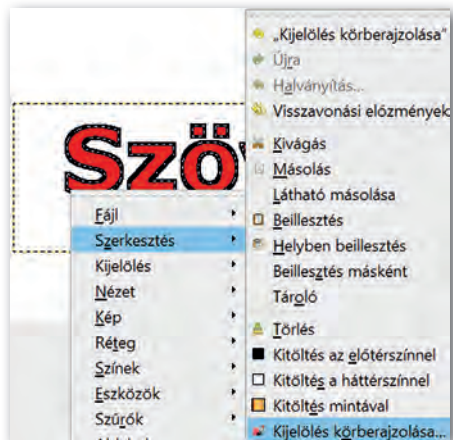 „Kijelölés körberajzolása"
Újra
Halványítás...
Visszavonási előzmények
Kivágás
Másolás
Látható másolása
Beillesztés
Helyben beillesztés
Beillesztés másként
Tároló
Törlés
Kitöltés az előtérszínnel
Kitöltés a háttérszínnel
Kitöltés mintával
Kijelölés körberajzolása...
Szöv
Fájl
Szerkesztés
Kijelölés
Nézet
Kép
Réteg
Színek
Eszközök
Szűrők